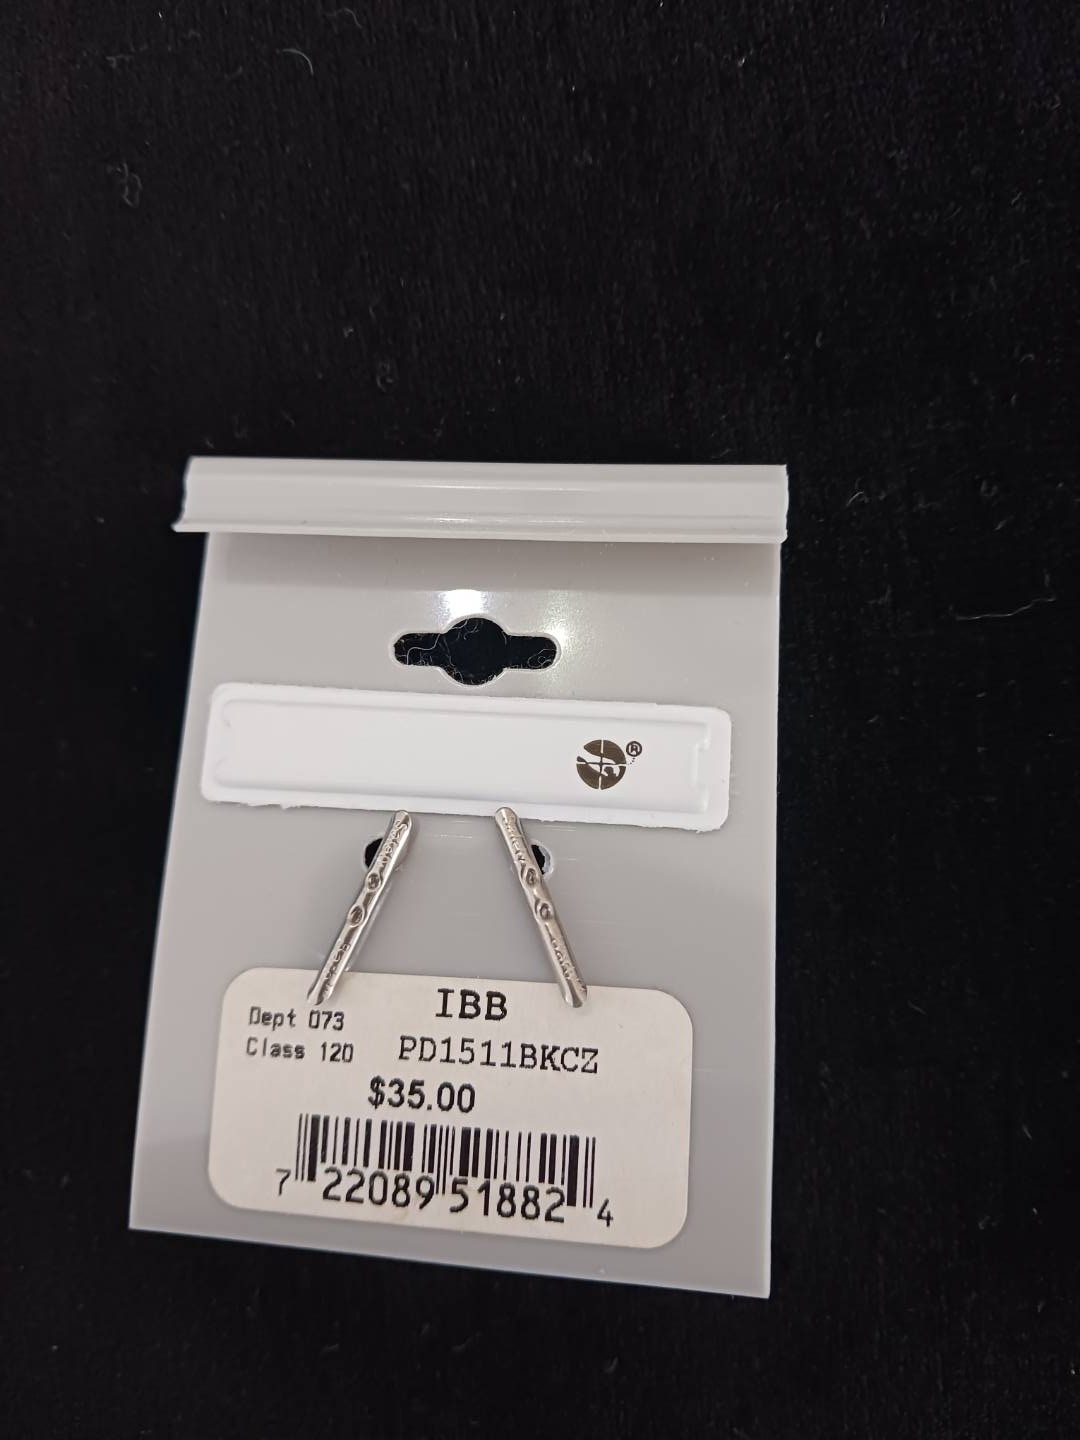 ®
IBB
Dept 073
Class 120
PD1511BKCZ
$35.00
7 22089 51882 4